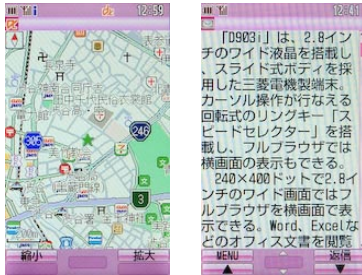 12:59
305
246
3
縮小
拡大
12:41
「D903i」は、2.8イン
チのワイド液晶を搭載し
、スライド式ボディを採
用した三菱電機製端末。
カーソル操作が行なえる
回転式のリングキー「ス
ピードセレクター」を搭
載し、フルブラウザでは
横画面の表示もできる。
240×400ドットで2.8イ
ンチのワイド画面ではフ
ルブラウザを横画面で表
示できる。Word、Excelな
どのオフィス文書を閲覧
MENU
返信